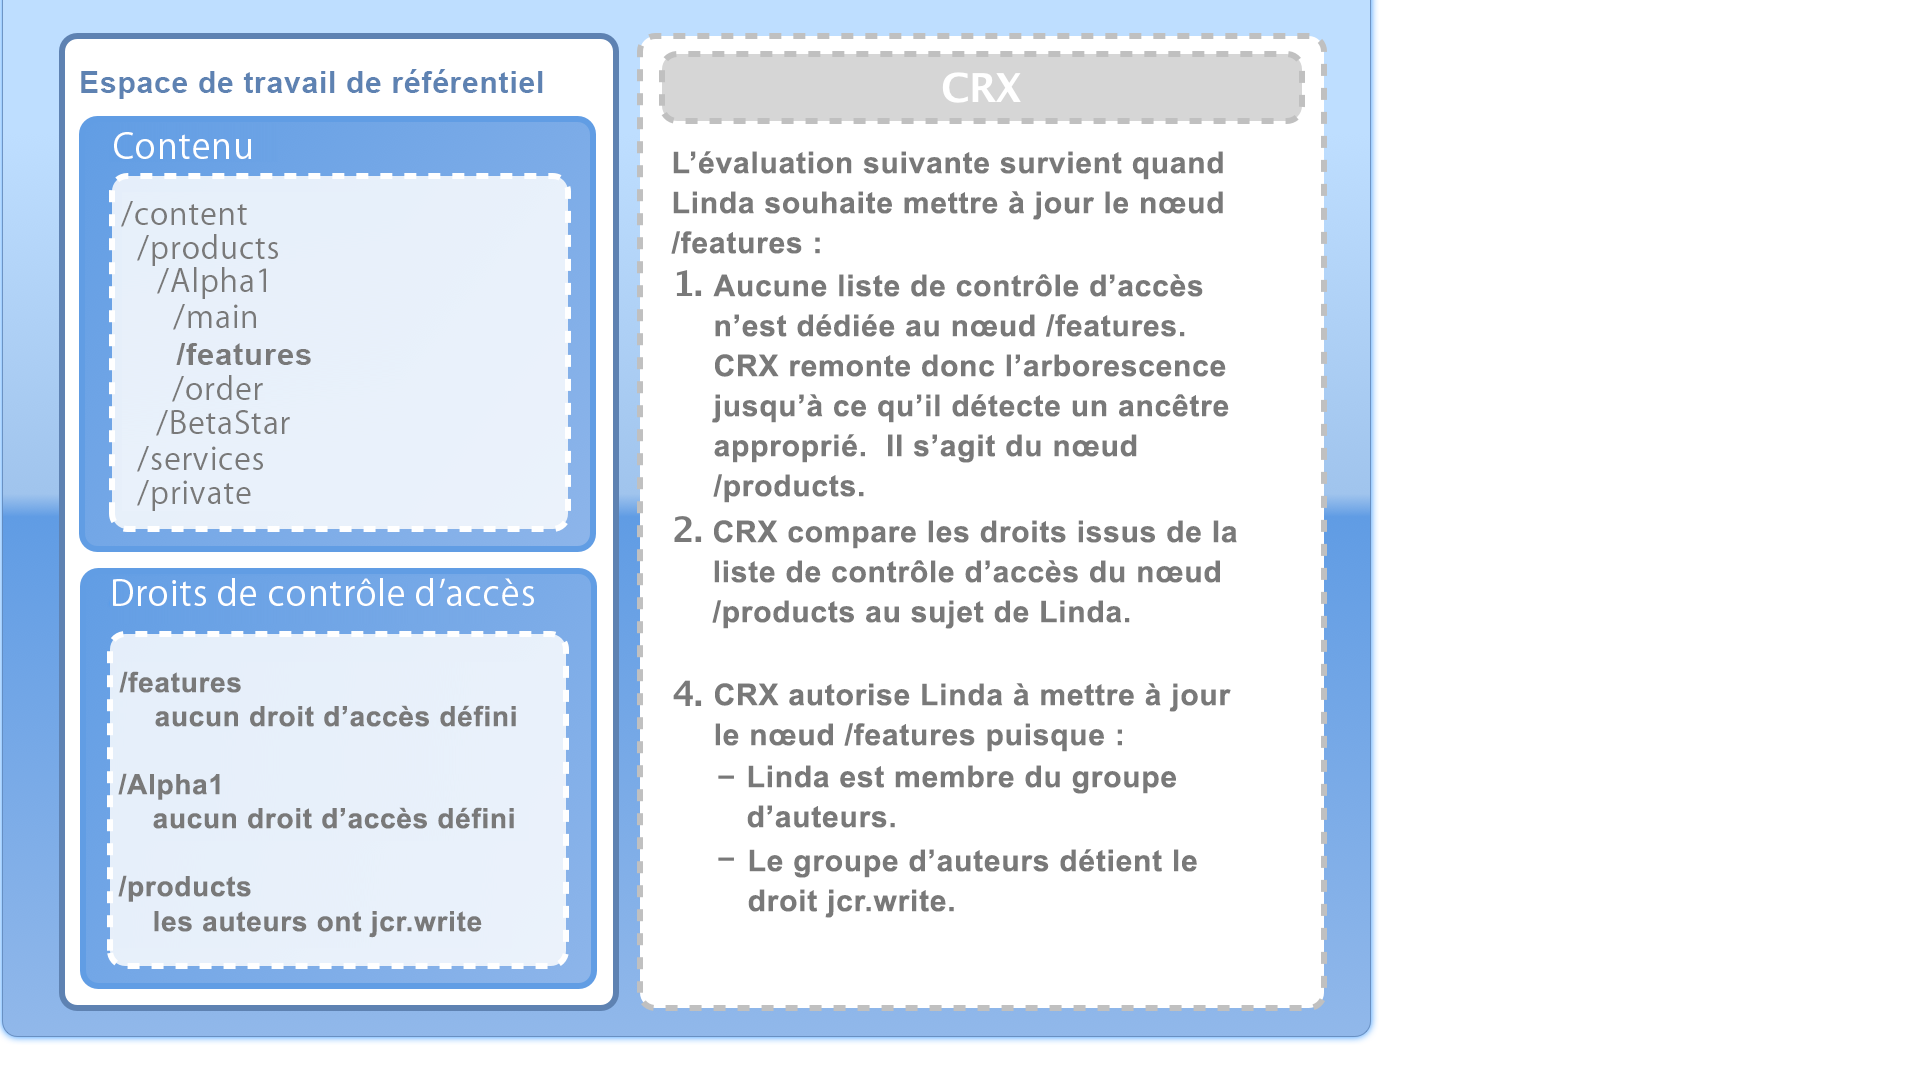 Espace de travail de référentiel
Contenu
/content
/products
/Alpha1
/main
/features
/order
/BetaStar
/services
/private
Droits de contrôle d’accès
/features
aucun droit d’accès défini
/Alpha1
aucun droit d’accès défini
/products
les auteurs ont jcr.write
CRX
L’évaluation suivante survient quand
Linda souhaite mettre à jour le nœud
/features :
1. Aucune liste de contrôle d’accès
n’est dédiée au nœud /features.
CRX remonte donc l’arborescence
jusqu’à ce qu’il détecte un ancêtre
approprié. Il s’agit du nœud
/products.
2. CRX compare les droits issus de la
liste de contrôle d’accès du nœud
/products au sujet de Linda.
4. CRX autorise Linda à mettre à jour
le nœud /features puisque :
– Linda est membre du groupe
d’auteurs.
– Le groupe d’auteurs détient le
droit jcr.write.